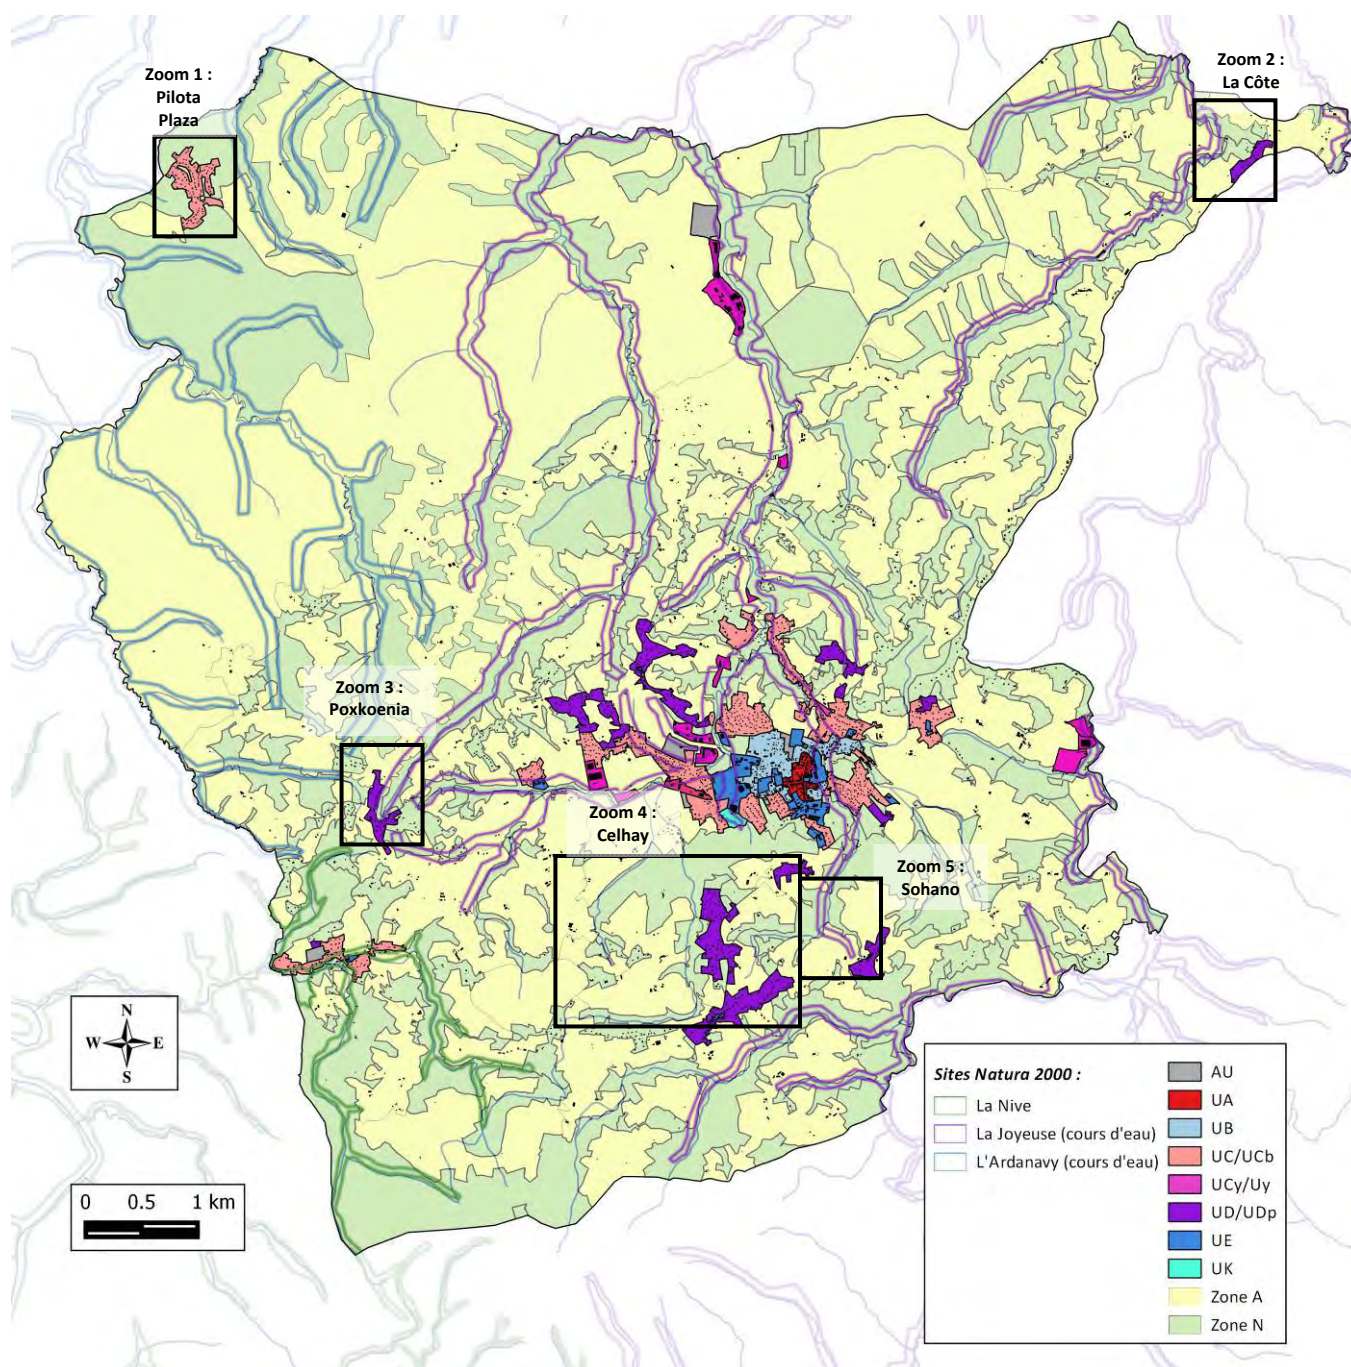 Zoom 1 :
Pilota
Plaza
Zoom 2 :
La Côte
Zoom 3 :
Poxkoenia
Zoom 4 :
Celhay
Zoom 5 :
Sohano
N
W E
S
0 0.5 1 km
Sites Natura 2000 :
La Nive
La Joyeuse (cours d'eau)
L'Ardanavy (cours d'eau)
AU
UA
UB
UC/UCb
UCy/Uy
UD/UDp
UE
UK
Zone A
Zone N